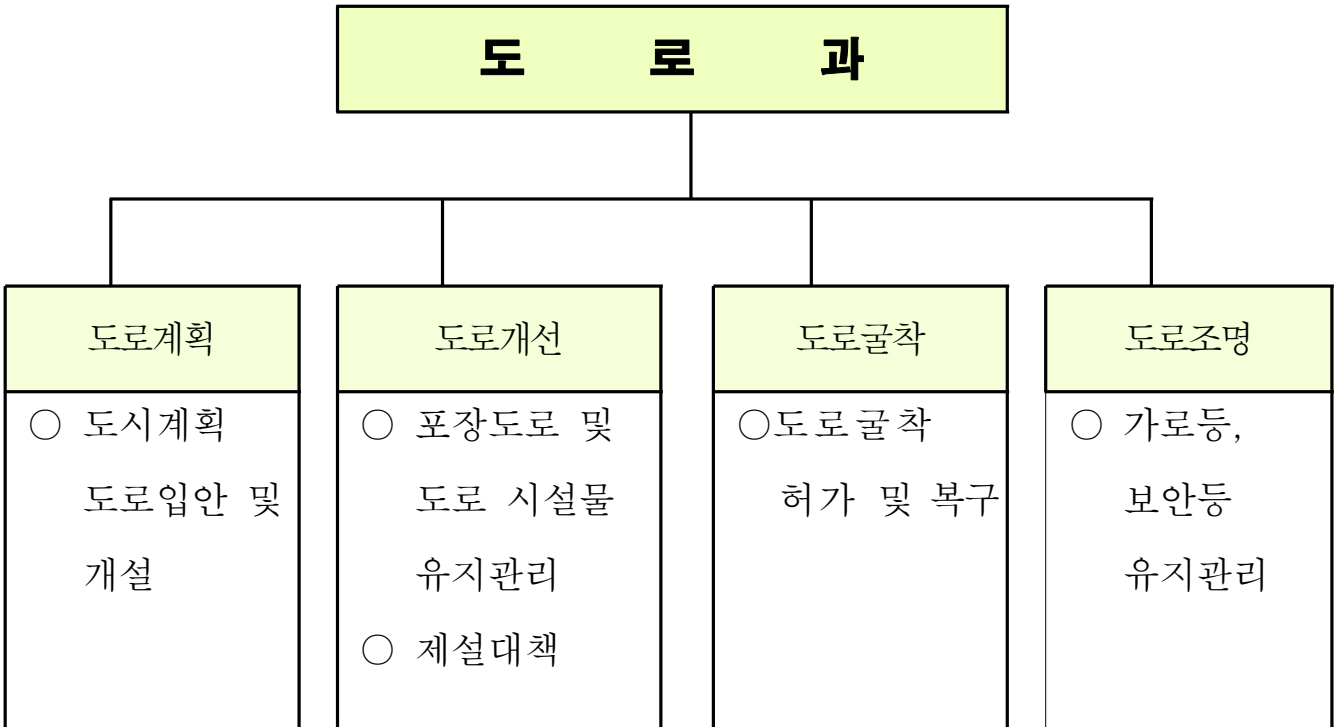 도 로 과
도로계획
○ 도시계획
도로입안 및
개설
도로개선
○ 포장도로 및
도로 시설물
유지관리
○ 제설대책
도로굴착
○도로굴착
허가 및 복구
도로조명
○ 가로등,
보안등
유지관리